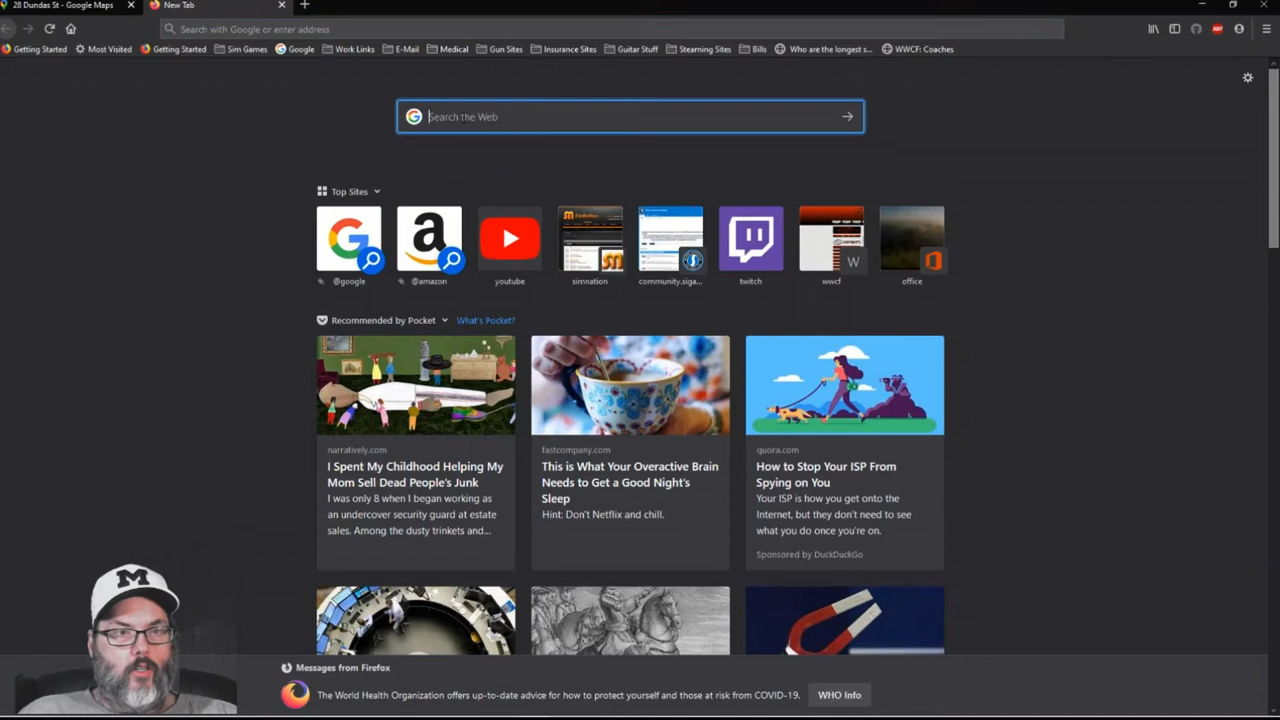 28 Dundas St - Google Maps
New Tab
Search with Google or enter address
Getting Started
Most Visited
Getting Started
Sim Games
Google
Work Links
E-Mail
Medical
Gun Sites
Insurance Sites
Guitar Stuff
Steaming Sites
Bills
Who are the longest s...
WWCF: Coaches
Search the Web
Top Sites
@google
@amazon
youtube
simnation
community.siga...
twitch
W
wwcf
office
Recommended by Pocket
What's Pocket?
narratively.com
I Spent My Childhood Helping My
Mom Sell Dead People's Junk
I was only 8 when I began working as
an undercover security guard at estate
sales. Among the dusty trinkets and...
fastcompany.com
This is What Your Overactive Brain
Needs to Get a Good Night's
Sleep
Hint: Don't Netflix and chill.
quora.com
How to Stop Your ISP From
Spying on You
Your ISP is how you get onto the
Internet, but they don't need to see
what you do once you're on.
Sponsored by DuckDuckGo
M
Messages from Firefox
The World Health Organization offers up-to-date advice for how to protect yourself and those at risk from COVID-19.
WHO Info